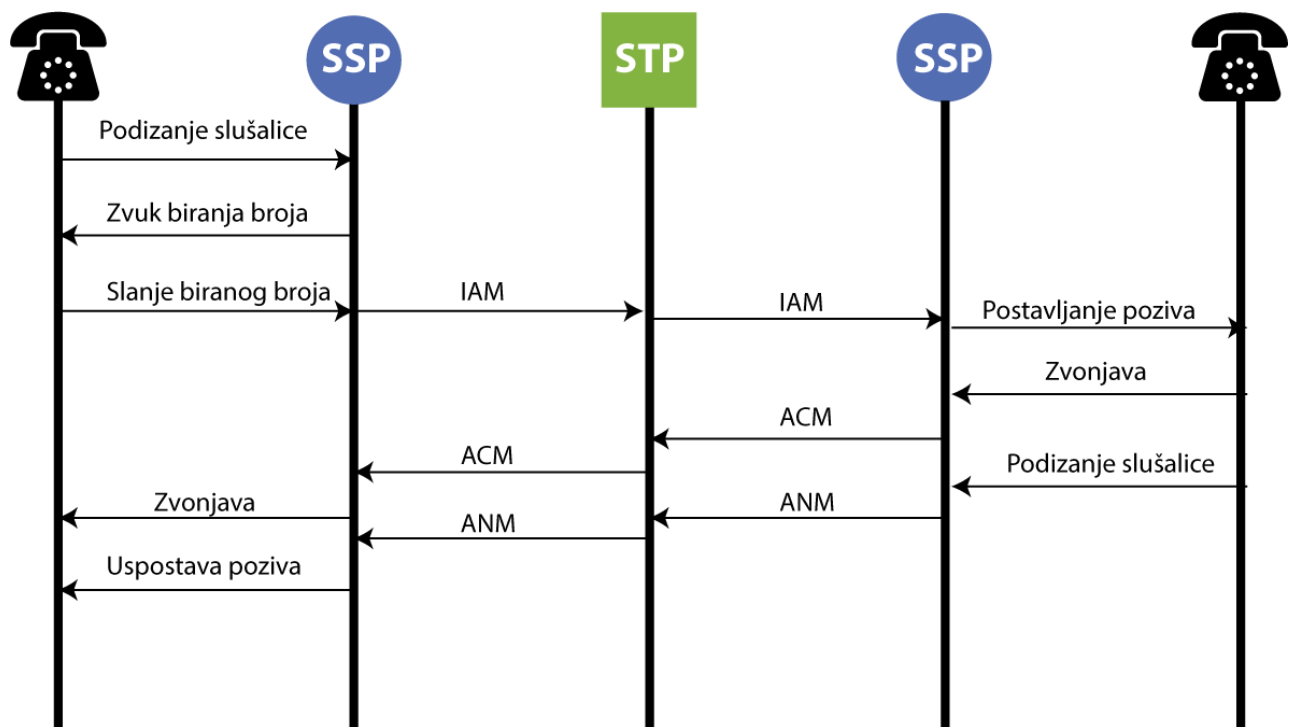 SSP
STP
SSP
Podizanje slušalice
Zvuk biranja broja
Slanje biranog broja
IAM
IAM
Postavljanje poziva
Zvonjava
ACM
ACM
Podizanje slušalice
Zvonjava
ANM
ANM
Uspostava poziva